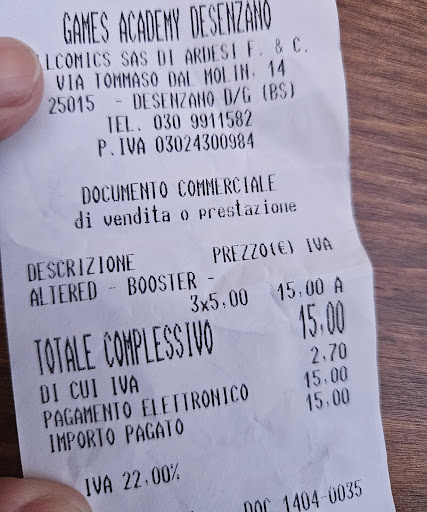 GAMES ACADEMY DESENZANO
LCOMICS SAS DI ARDESI F. & C.
VIA TOMMASO DAL MOLIN, 14
25015 - DESENZANO D/G (BS)
TEL. 030 9911582
P.IVA 03024300984
DOCUMENTO COMMERCIALE
di vendita o prestazione
DESCRIZIONE PREZZO(€) IVA
ALTERED - BOOSTER -
3x5,00 15,00 A
TOTALE COMPLESSIVO 15,00
DI CUI IVA 2,70
PAGAMENTO ELETTRONICO 15,00
IMPORTO PAGATO 15,00
IVA 22,00%
DOC 1404-0035